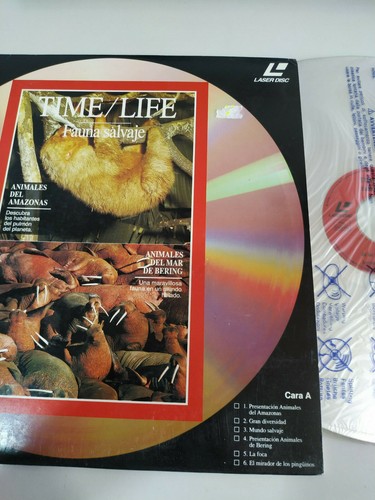 LASER DISC
TIME/LIFE
Fauna salvaje
ANIMALES
DEL
AMAZONAS
Descubra
los habitantes
del pulmón
del planeta.
ANIMALES
DEL MAR
DE BERING
Una maravillosa
fauna en un mundo
helado.
Cara A
1. Presentación Animales
del Amazonas
2. Gran diversidad
3. Mundo salvaje
4. Presentación Animales
de Bering
5. La foca
6. El mirador de los pingüinos